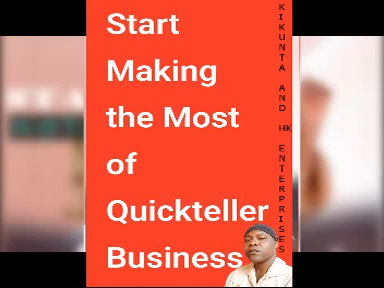 Start
Making
the Most
of
Quickteller
Business
KIKUNTA AND HK ENTERPRISES